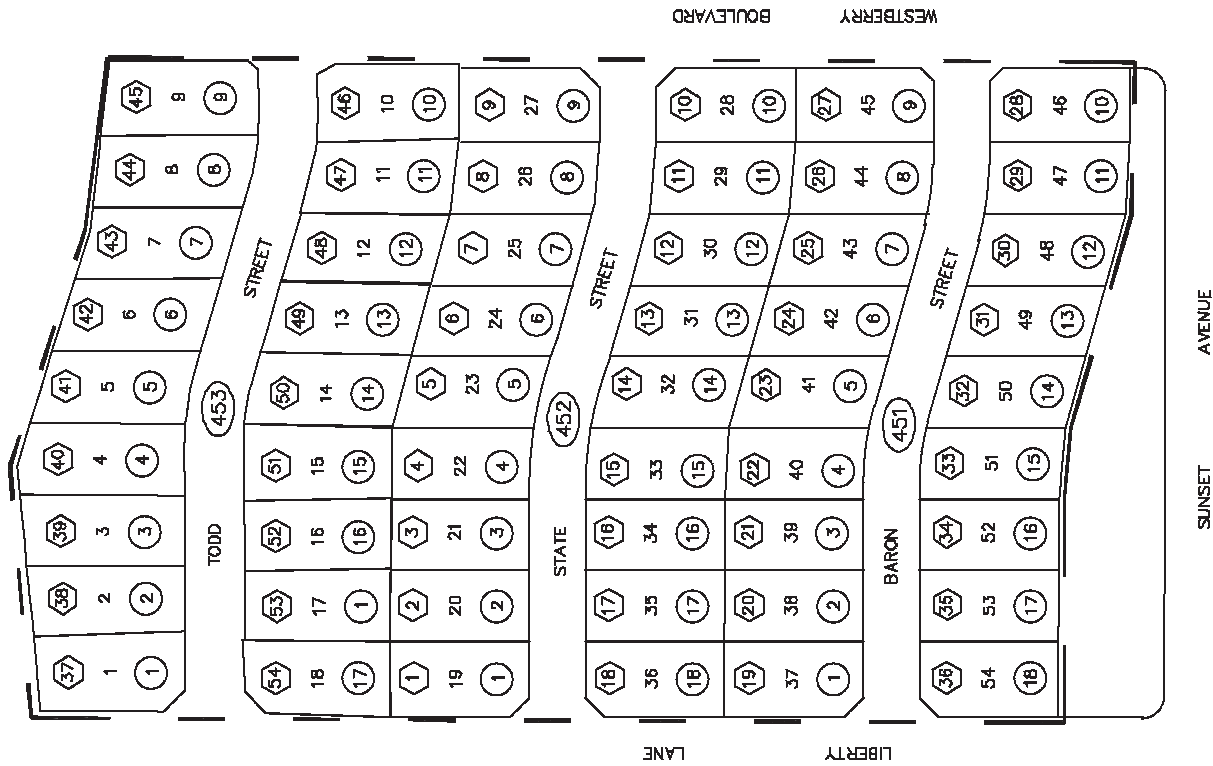 WESTBERRY BOULEVARD
LIBERTY LANE
37 38 39 40 41 42 43 44 45
1 2 3 4 5 6 7 8 9
1 2 3 4 5 6 7 8 9
TODD 453 STREET
54 53 52 51 50 49 48 47 46
18 17 16 15 14 13 12 11 10
17 1 16 15 14 13 12 11 10
1 2 3 4 5 6 7 8 9
19 20 21 22 23 24 25 26 27
1 2 3 4 5 6 7 8 9
STATE 452 STREET
18 17 16 15 14 13 12 11 10
36 35 34 33 32 31 30 29 28
18 17 16 15 14 13 12 11 10
19 20 21 22 23 24 25 26 27
37 38 39 40 41 42 43 44 45
1 2 3 4 5 6 7 8 9
BARON 451 STREET
36 35 34 33 32 31 30 29 28
54 53 52 51 50 49 48 47 46
18 17 16 15 14 13 12 11 10
SUNSET AVENUE